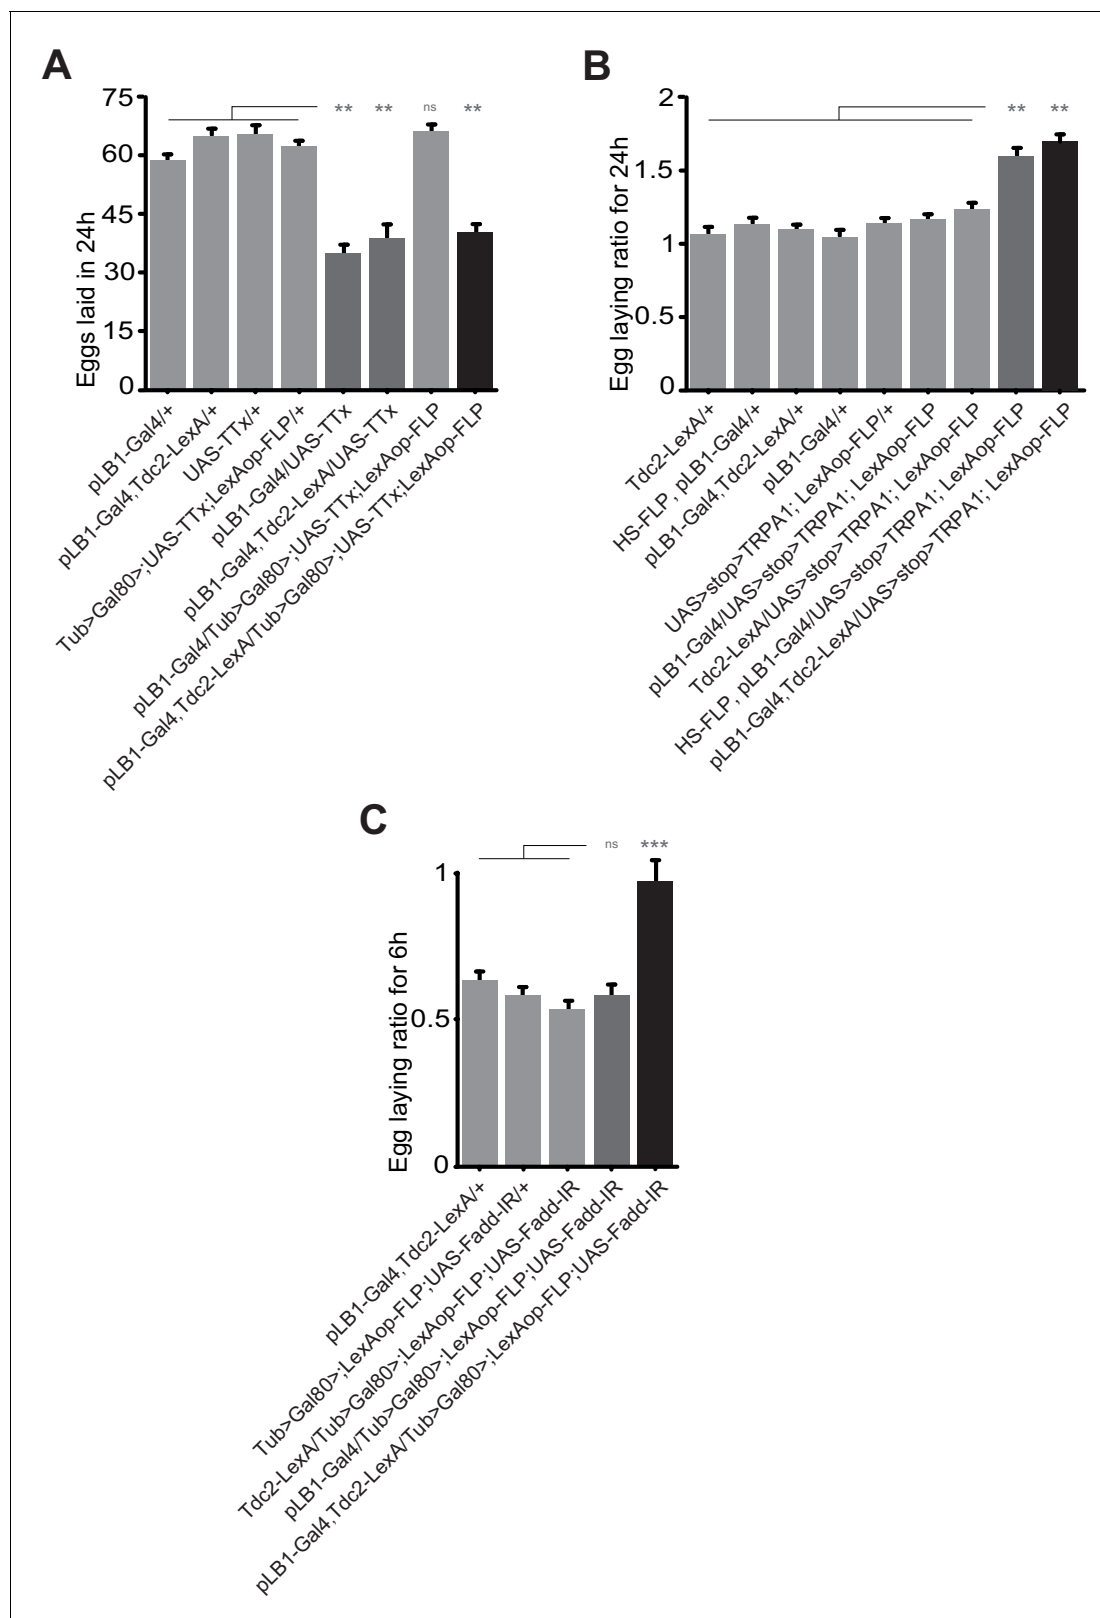 A
Eggs laid in 24h
75
60
45
30
15
0
** ** ns **
pLB1-Gal4/+
pLB1-Gal4,Tdc2-LexA/+
UAS-TTx/+
Tub>Gal80>;UAS-TTx;LexAop-FLP/+
pLB1-Gal4/UAS-TTx
pLB1-Gal4,Tdc2-LexA/UAS-TTx
pLB1-Gal4/Tub>Gal80>;UAS-TTx;LexAop-FLP
pLB1-Gal4,Tdc2-LexA/Tub>Gal80>;UAS-TTx;LexAop-FLP
B
Egg laying ratio for 24h
2
1.5
1
0.5
0
** **
Tdc2-LexA/+
HS-FLP, pLB1-Gal4/+
pLB1-Gal4,Tdc2-LexA/+
pLB1-Gal4/+
UAS>stop>TRPA1; LexAop-FLP/+
pLB1-Gal4/UAS>stop>TRPA1; LexAop-FLP
Tdc2-LexA/UAS>stop>TRPA1; LexAop-FLP
HS-FLP, pLB1-Gal4/UAS>stop>TRPA1; LexAop-FLP
pLB1-Gal4,Tdc2-LexA/UAS>stop>TRPA1; LexAop-FLP
C
Egg laying ratio for 6h
1
0.5
0
ns ***
pLB1-Gal4,Tdc2-LexA/+
Tub>Gal80>;LexAop-FLP;UAS-Fadd-IR/+
Tdc2-LexA/Tub>Gal80>;LexAop-FLP;UAS-Fadd-IR
pLB1-Gal4/Tub>Gal80>;LexAop-FLP;UAS-Fadd-IR
pLB1-Gal4,Tdc2-LexA/Tub>Gal80>;LexAop-FLP;UAS-Fadd-IR